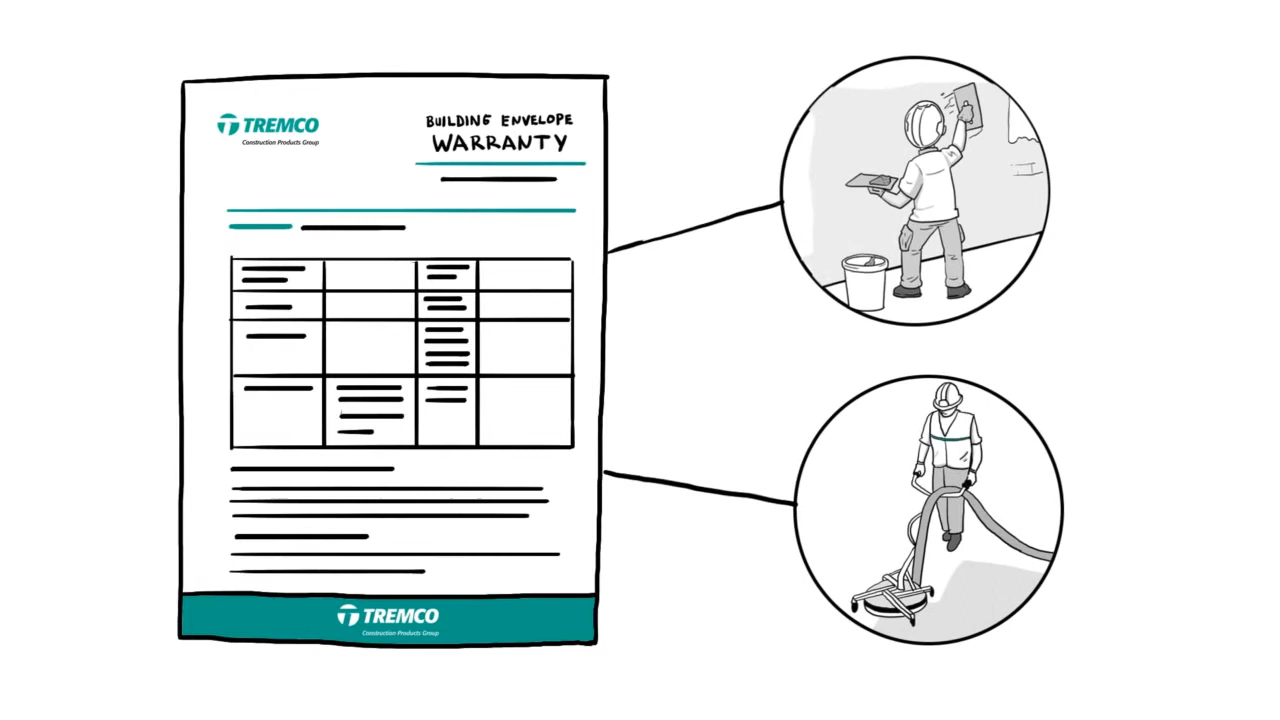 TREMCO
Construction Products Group
BUILDING ENVELOPE
WARRANTY
TREMCO
Construction Products Group